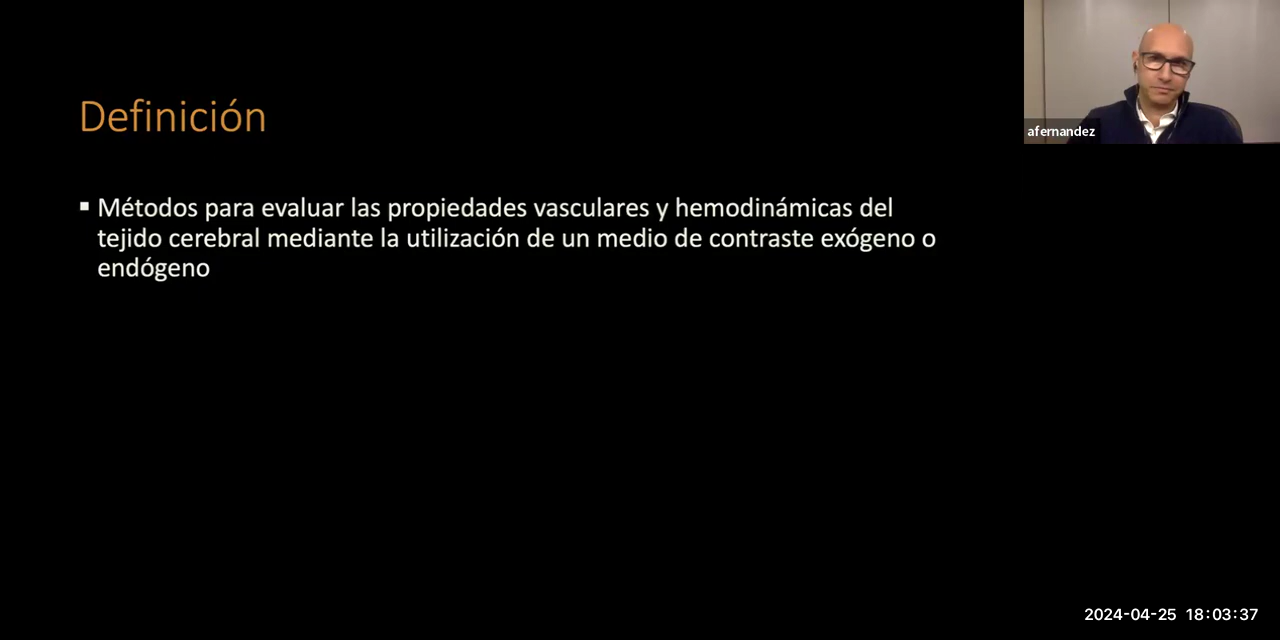 Definición
afernandez
▪ Métodos para evaluar las propiedades vasculares y hemodinámicas del
tejido cerebral mediante la utilización de un medio de contraste exógeno o
endógeno
2024-04-25 18:03:37